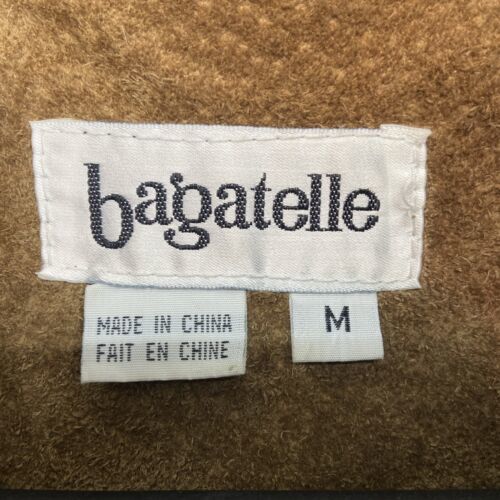 bagatelle
MADE IN CHINA
FAIT EN CHINE
M